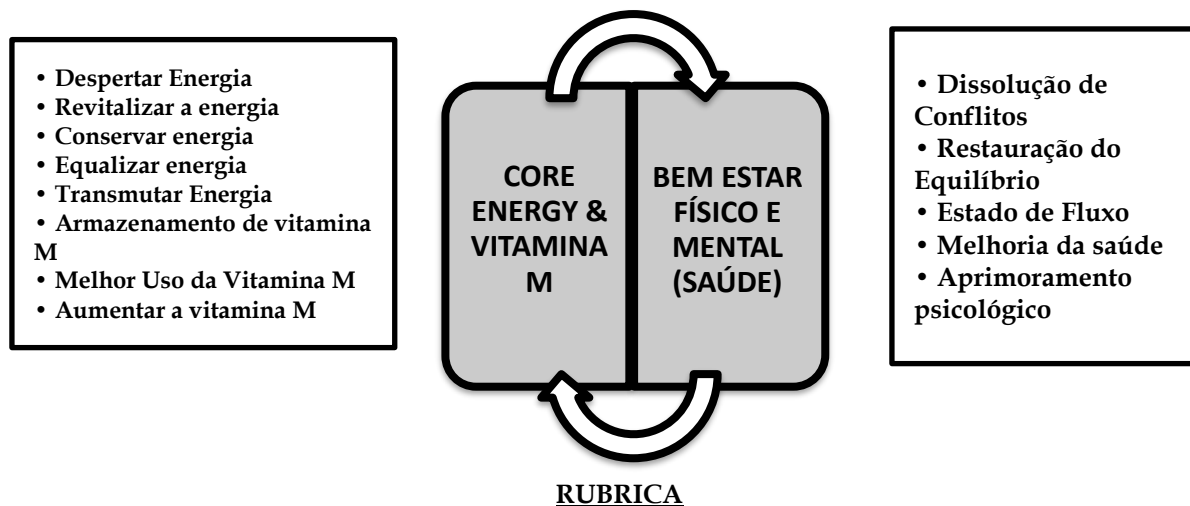 • Despertar Energia
• Revitalizar a energia
• Conservar energia
• Equalizar energia
• Transmutar Energia
• Armazenamento de vitamina
M
• Melhor Uso da Vitamina M
• Aumentar a vitamina M
CORE
ENERGY &
VITAMINA
M
BEM ESTAR
FÍSICO E
MENTAL
(SAÚDE)
• Dissolução de
Conflitos
• Restauração do
Equilíbrio
• Estado de Fluxo
• Melhoria da saúde
• Aprimoramento
psicológico
RUBRICA